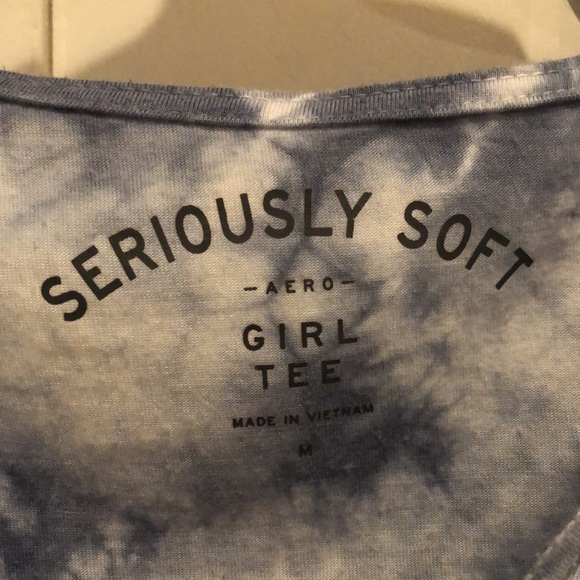 SERIOUSLY SOFT
-AERO-
GIRL
TEE
MADE IN VIETNAM
M